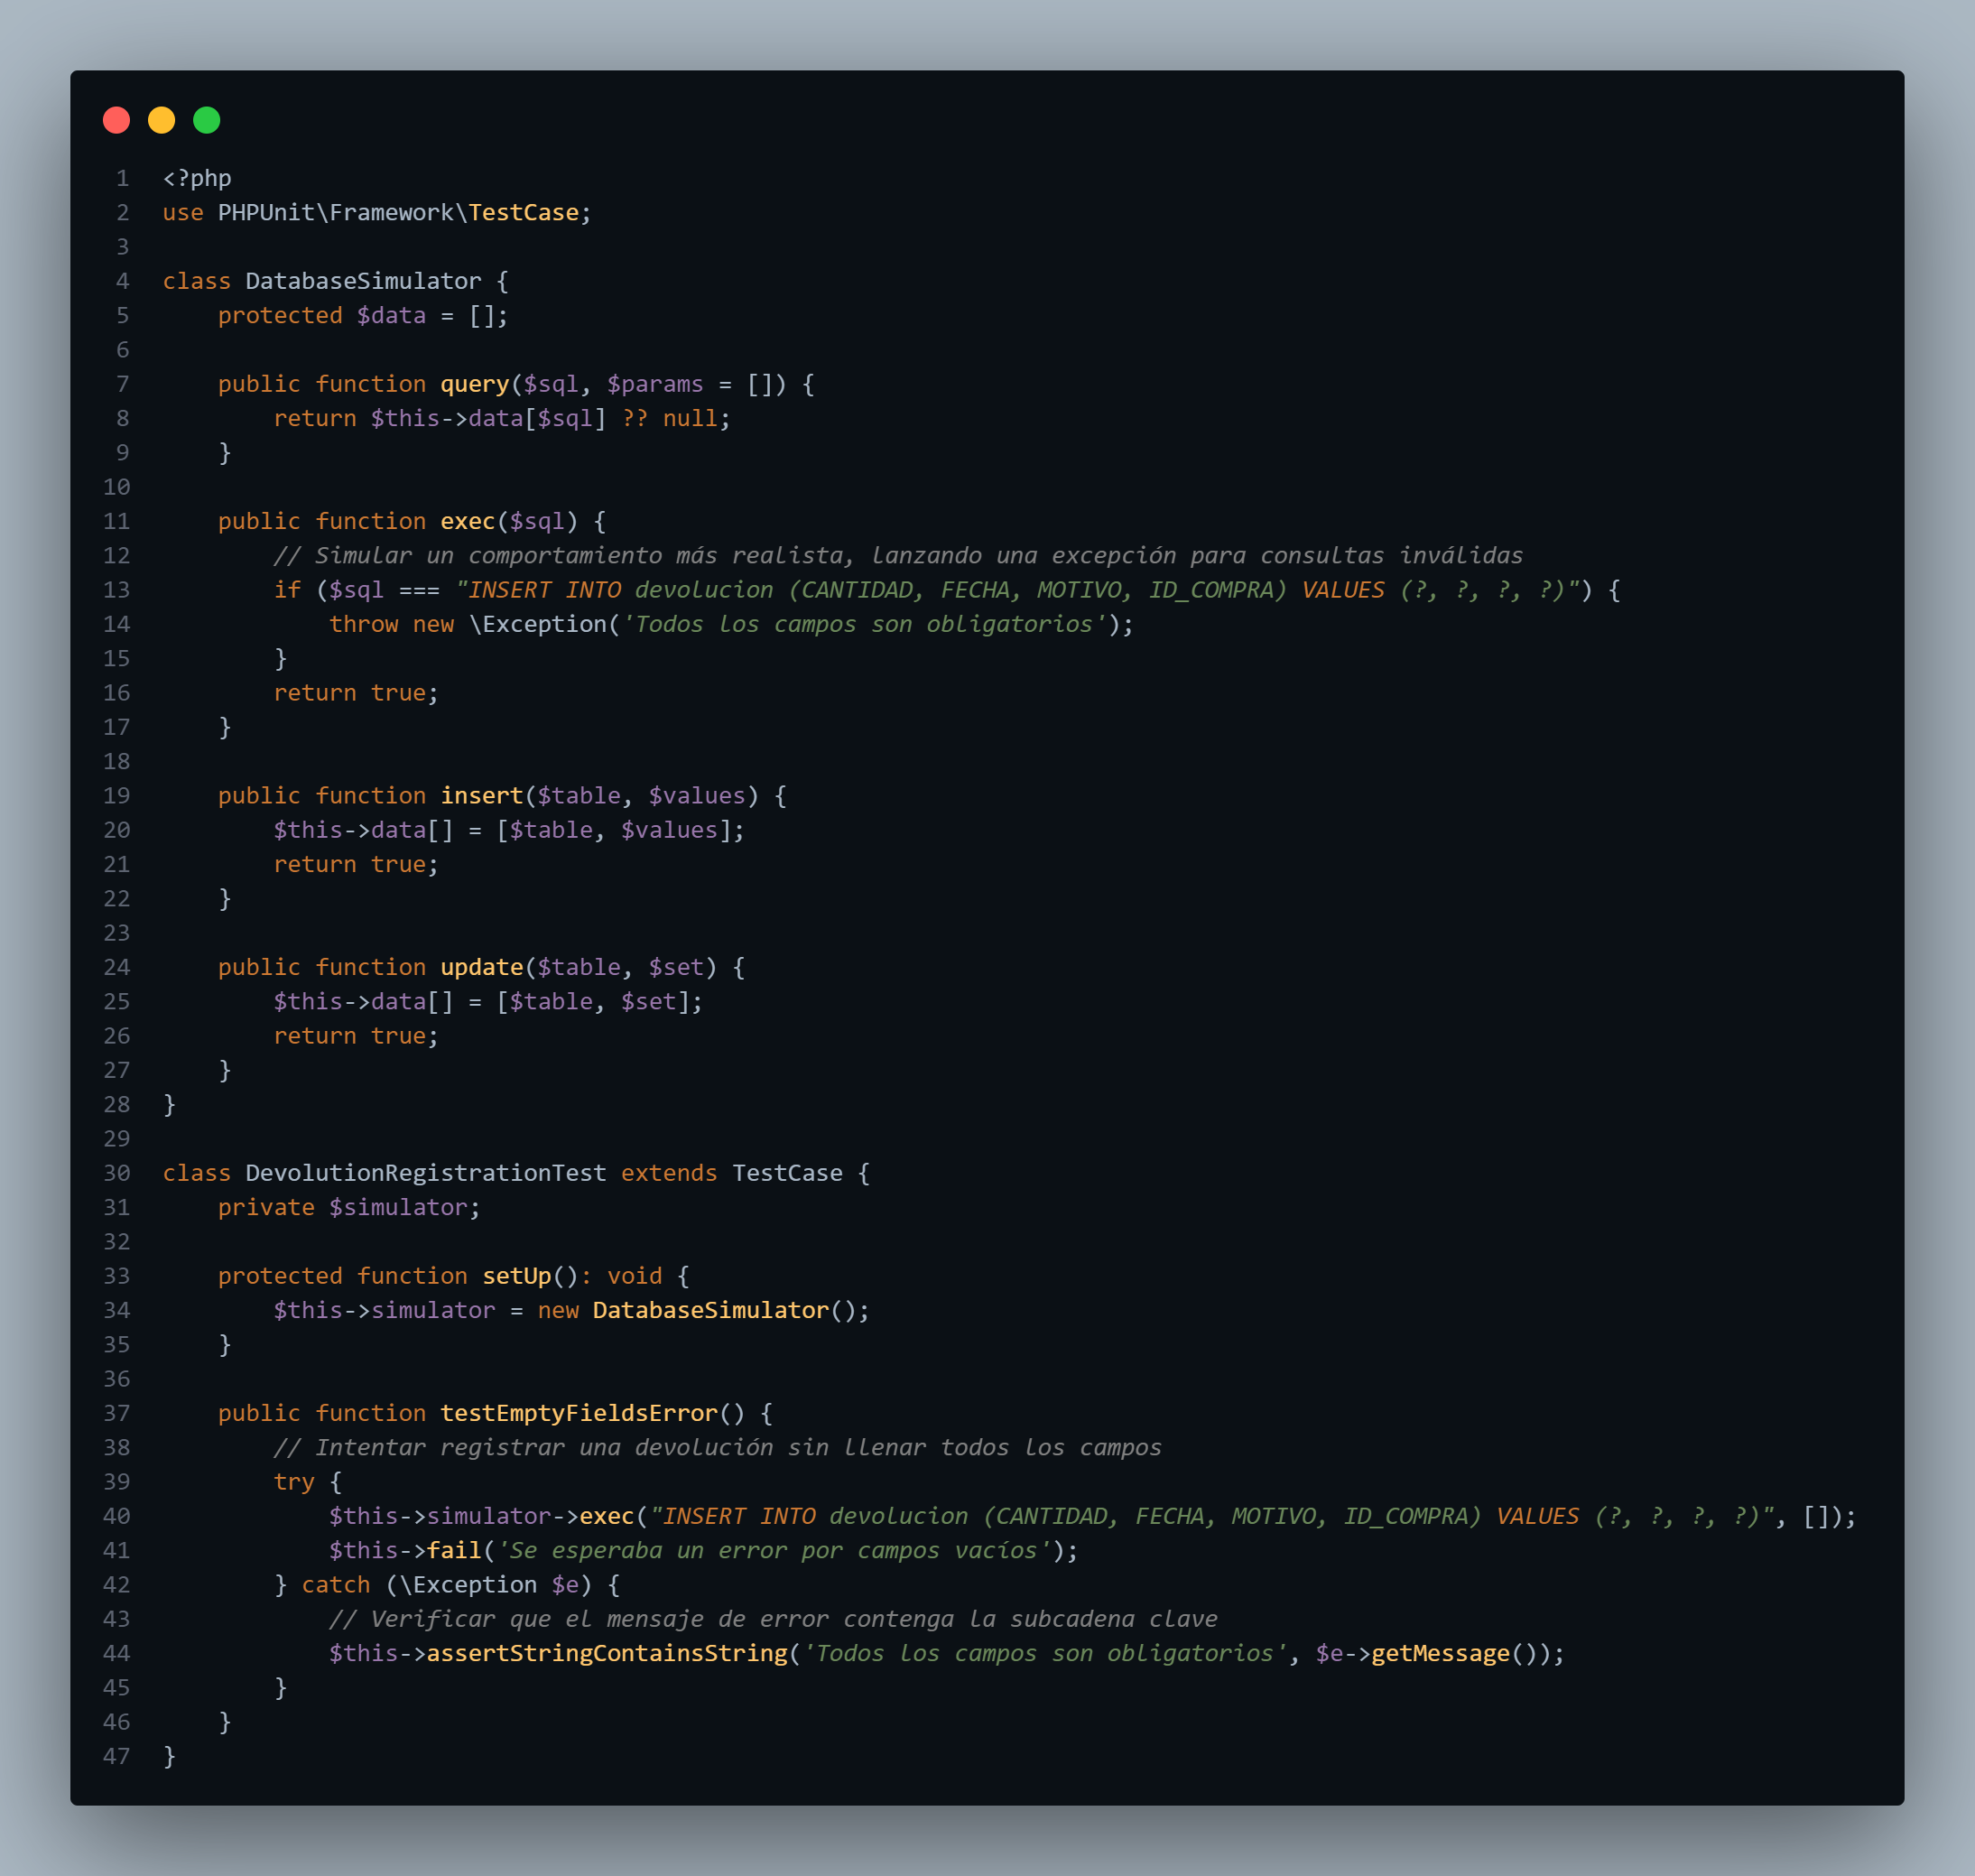 1 <?php
2 use PHPUnit\Framework\TestCase;
3
4 class DatabaseSimulator {
5     protected $data = [];
6
7     public function query($sql, $params = []) {
8         return $this->data[$sql] ?? null;
9     }
10
11     public function exec($sql) {
12         // Simular un comportamiento más realista, lanzando una excepción para consultas inválidas
13         if ($sql === "INSERT INTO devolucion (CANTIDAD, FECHA, MOTIVO, ID_COMPRA) VALUES (?, ?, ?, ?)") {
14             throw new \Exception('Todos los campos son obligatorios');
15         }
16         return true;
17     }
18
19     public function insert($table, $values) {
20         $this->data[] = [$table, $values];
21         return true;
22     }
23
24     public function update($table, $set) {
25         $this->data[] = [$table, $set];
26         return true;
27     }
28 }
29
30 class DevolutionRegistrationTest extends TestCase {
31     private $simulator;
32
33     protected function setUp(): void {
34         $this->simulator = new DatabaseSimulator();
35     }
36
37     public function testEmptyFieldsError() {
38         // Intentar registrar una devolución sin llenar todos los campos
39         try {
40             $this->simulator->exec("INSERT INTO devolucion (CANTIDAD, FECHA, MOTIVO, ID_COMPRA) VALUES (?, ?, ?, ?)", []);
41             $this->fail('Se esperaba un error por campos vacíos');
42         } catch (\Exception $e) {
43             // Verificar que el mensaje de error contenga la subcadena clave
44             $this->assertStringContainsString('Todos los campos son obligatorios', $e->getMessage());
45         }
46     }
47 }